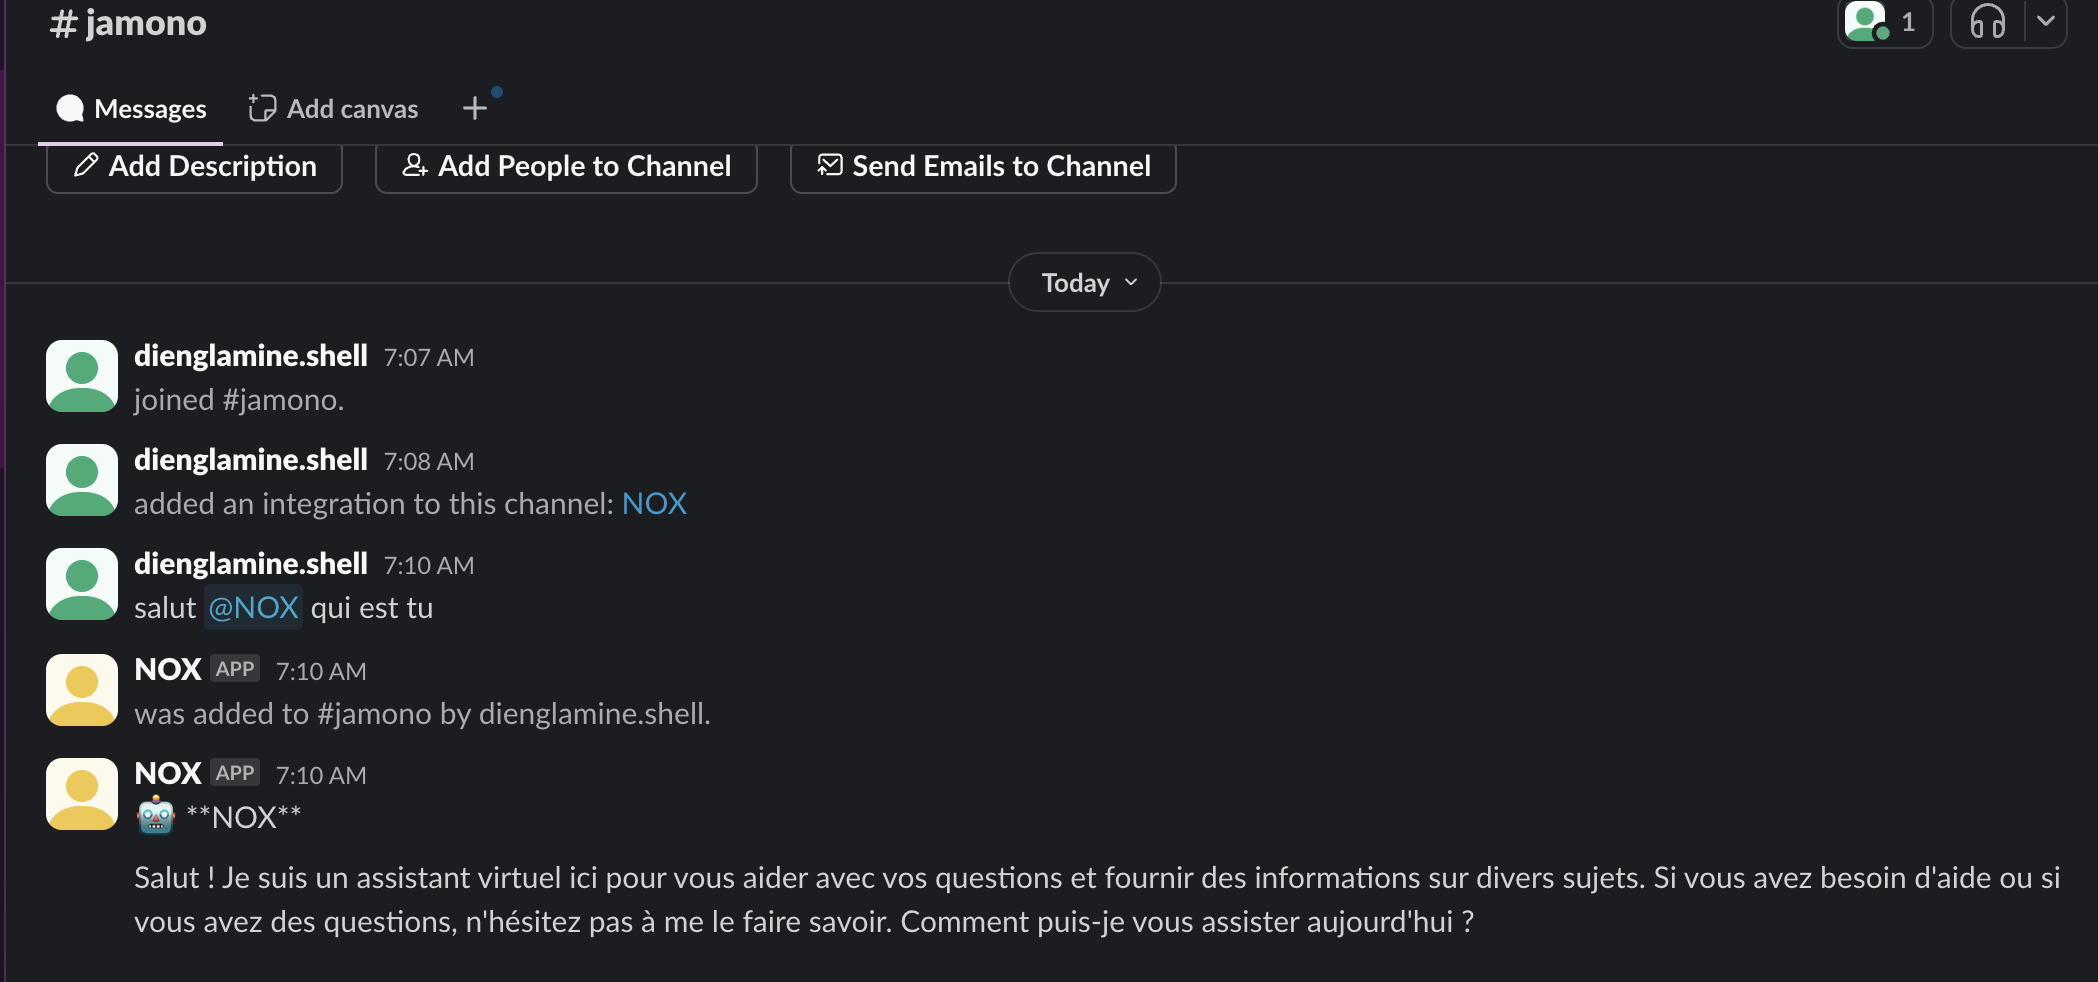 # jamono
1
Messages
Add canvas
Add Description
Add People to Channel
Send Emails to Channel
Today
dienglamine.shell 7:07 AM
joined #jamono.
dienglamine.shell 7:08 AM
added an integration to this channel: NOX
dienglamine.shell 7:10 AM
salut @NOX qui est tu
NOX APP 7:10 AM
was added to #jamono by dienglamine.shell.
NOX APP 7:10 AM
🤖 **NOX**
Salut ! Je suis un assistant virtuel ici pour vous aider avec vos questions et fournir des informations sur divers sujets. Si vous avez besoin d'aide ou si
vous avez des questions, n'hésitez pas à me le faire savoir. Comment puis-je vous assister aujourd'hui ?